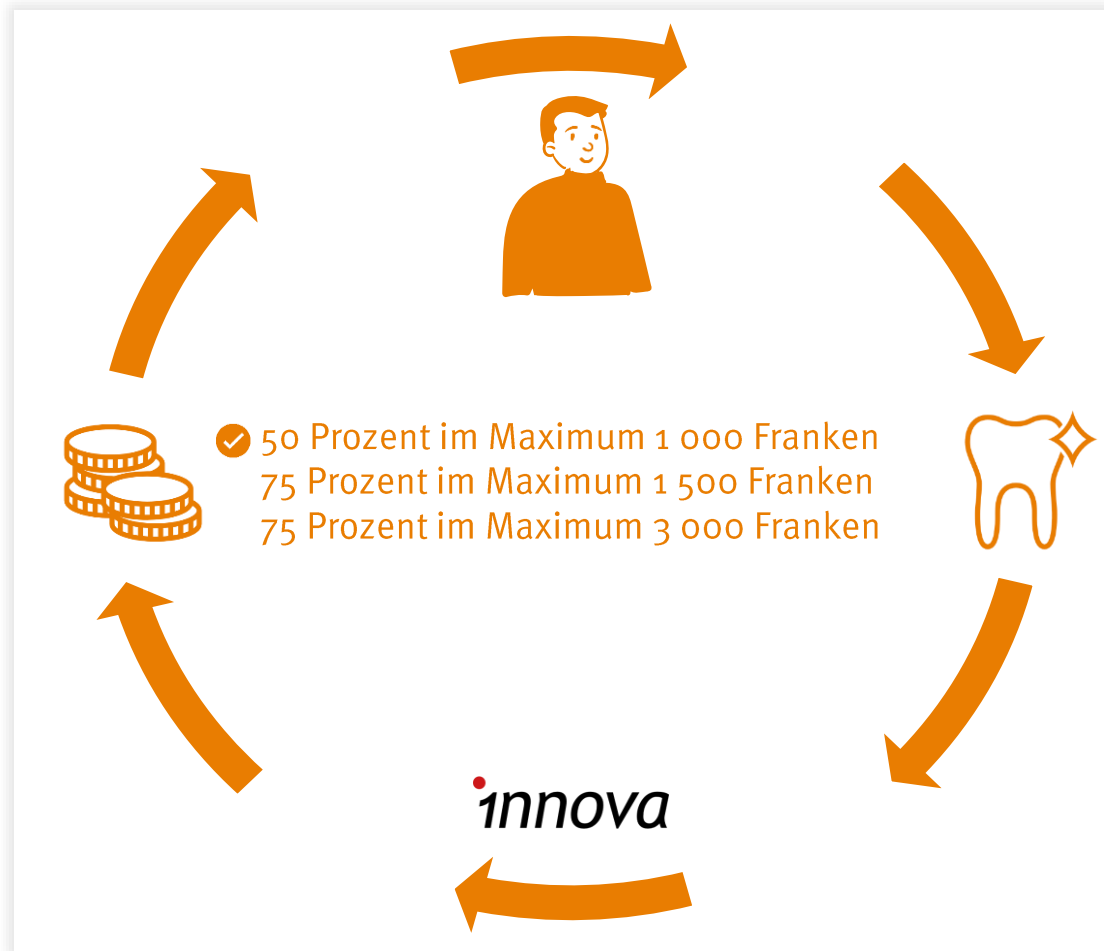 50 Prozent im Maximum 1 000 Franken
75 Prozent im Maximum 1 500 Franken
75 Prozent im Maximum 3 000 Franken
innova